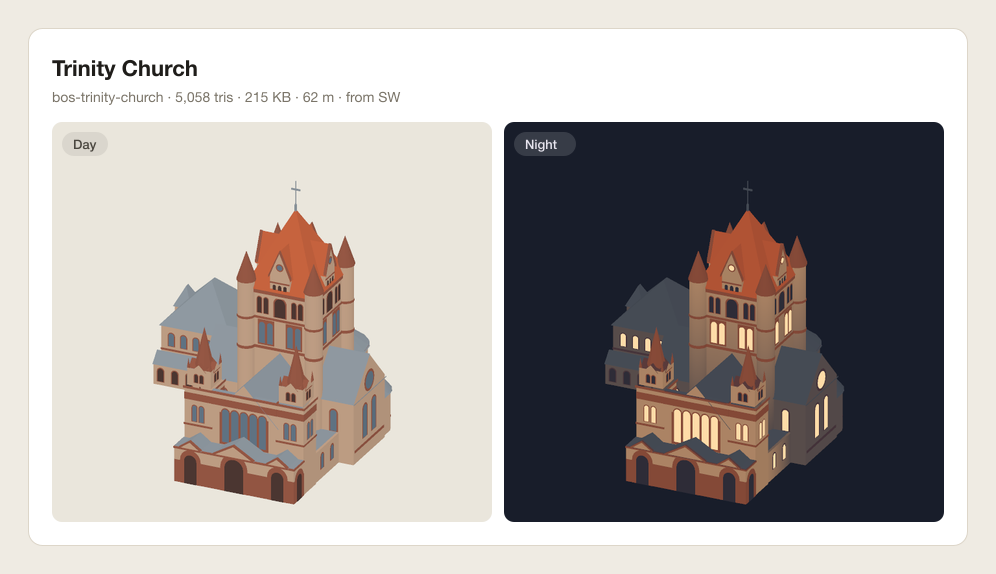 Trinity Church
bos-trinity-church · 5,058 tris · 215 KB · 62 m · from SW
Day
Night